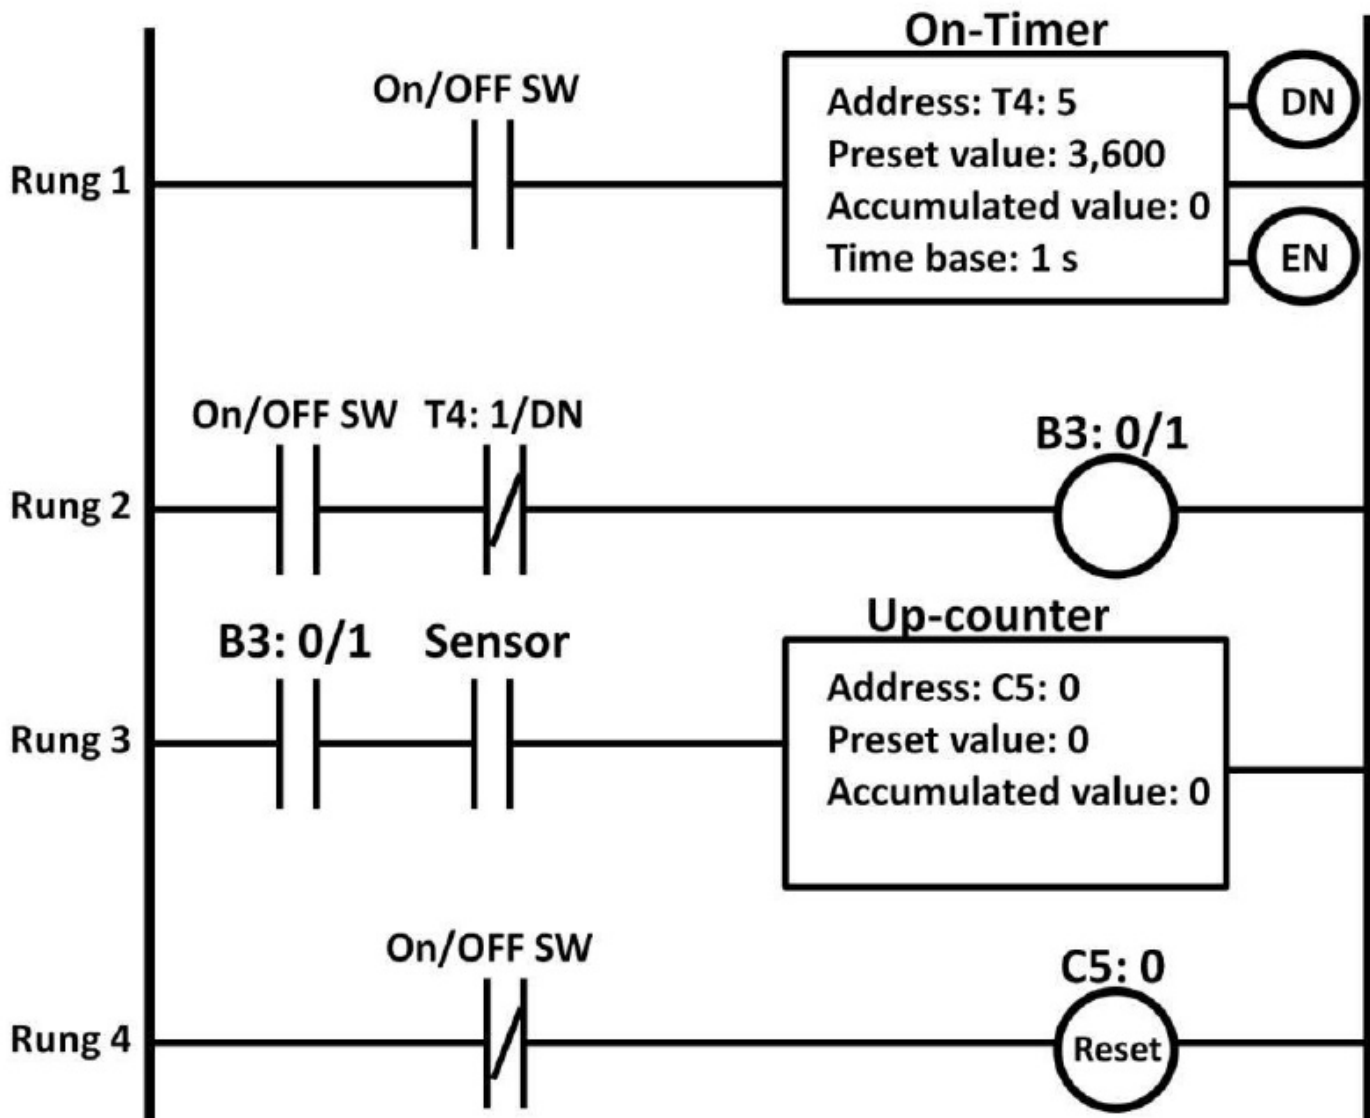 On-Timer
On/OFF SW
Address: T4: 5
Preset value: 3,600
Accumulated value: 0
Time base: 1 s
DN
EN
Rung 1
On/OFF SW T4: 1/DN
B3: 0/1
Rung 2
Up-counter
B3: 0/1 Sensor
Address: C5: 0
Preset value: 0
Accumulated value: 0
Rung 3
On/OFF SW
C5: 0
Rung 4
Reset